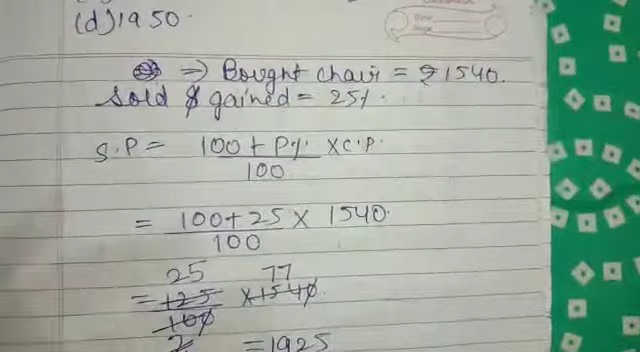 (d) 1950.
⇒ Bought chair = ₹1540.
Sold & gained = 25%.
S.P = 100 + P% × C.P.
100
= 100 + 25 × 1540.
100
25 77
= 125 × 1540
100
2 = 1925